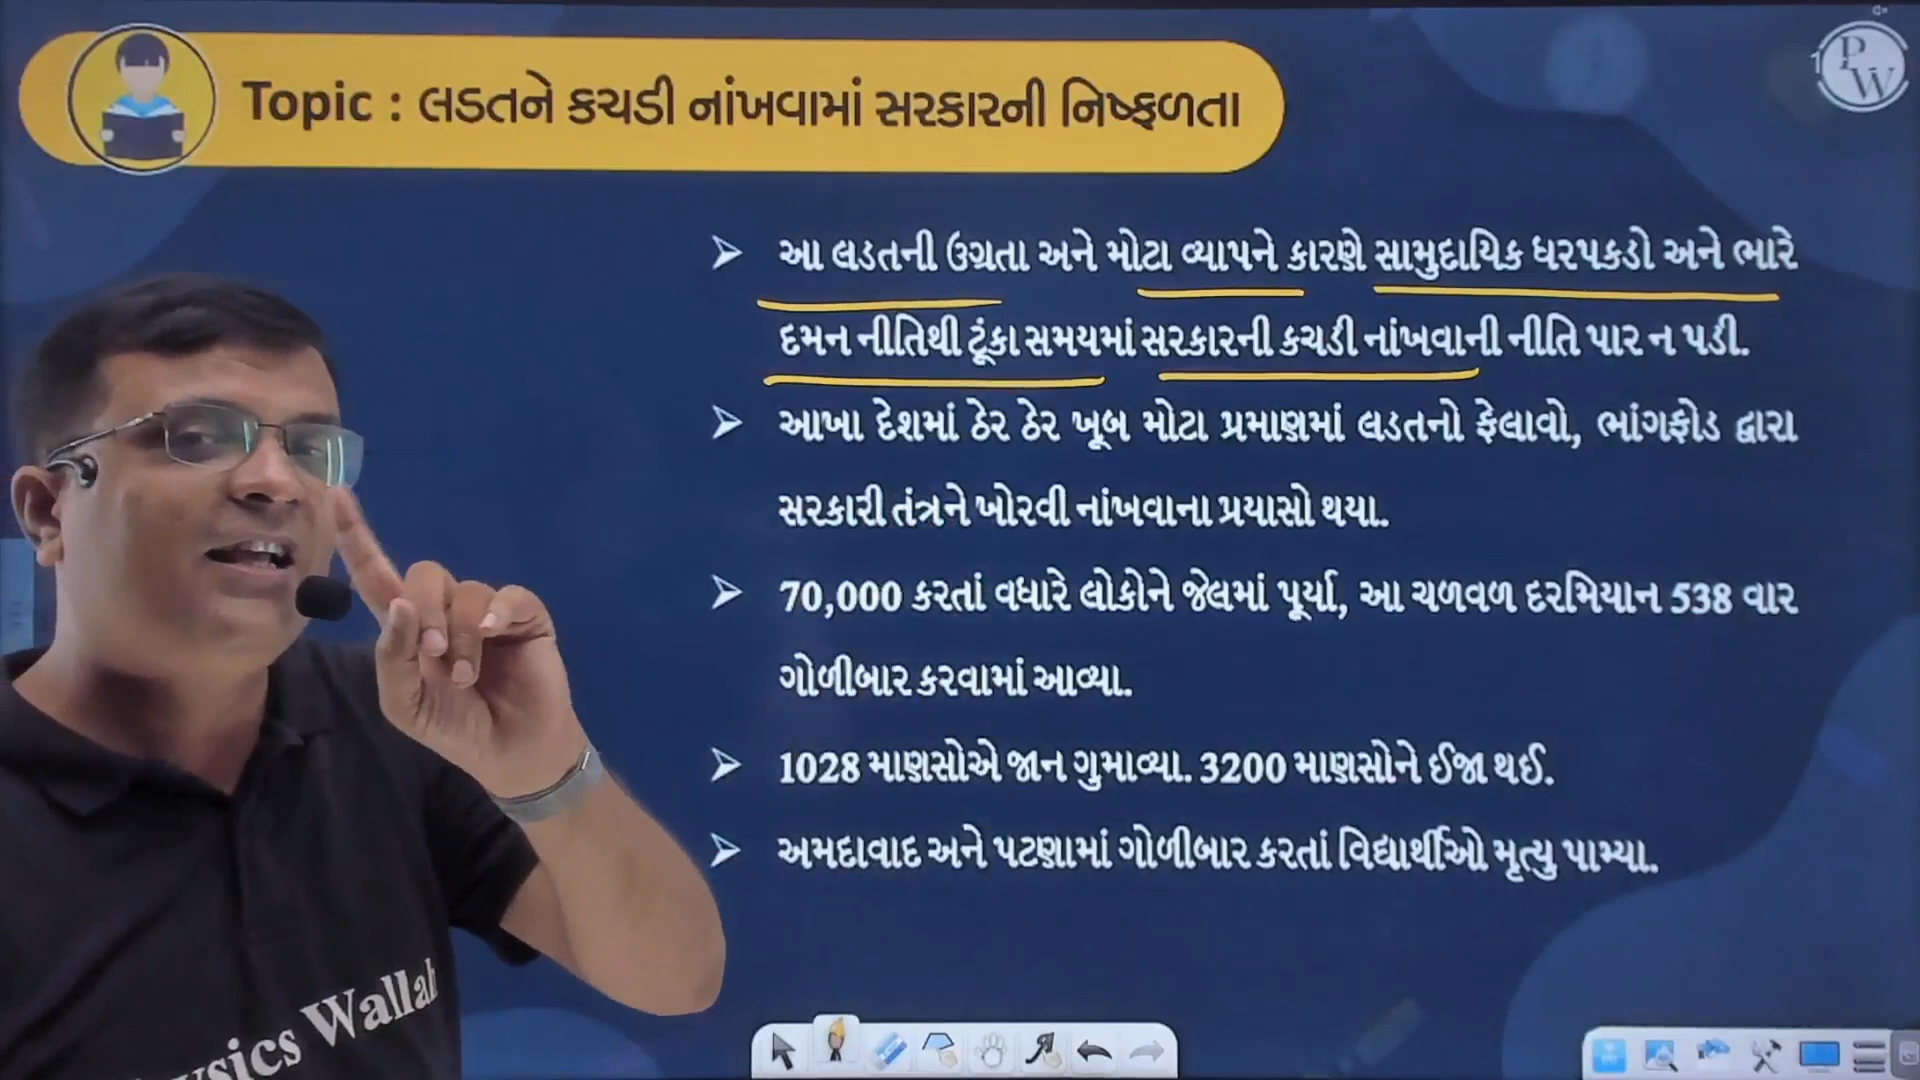 Topic : લડતને કચડી નાંખવામાં સરકારની નિષ્ફળતા
PW
આ લડતની ઉગ્રતા અને મોટા વ્યાપને કારણે સામુદાયિક ધરપકડો અને ભારે
દમન નીતિથી ટૂંકા સમયમાં સરકારની કચડી નાંખવાની નીતિ પાર ન પડી.
આખા દેશમાં ઠેર ઠેર ખૂબ મોટા પ્રમાણમાં લડતનો ફેલાવો, ભાંગફોડ દ્વારા
સરકારી તંત્રને ખોરવી નાંખવાના પ્રયાસો થયા.
70,000 કરતાં વધારે લોકોને જેલમાં પૂર્યા, આ ચળવળ દરમિયાન 538 વાર
ગોળીબાર કરવામાં આવ્યા.
1028 માણસોએ જાન ગુમાવ્યા. 3200 માણસોને ઈજા થઈ.
અમદાવાદ અને પટણામાં ગોળીબાર કરતાં વિદ્યાર્થીઓ મૃત્યુ પામ્યા.
Wallah